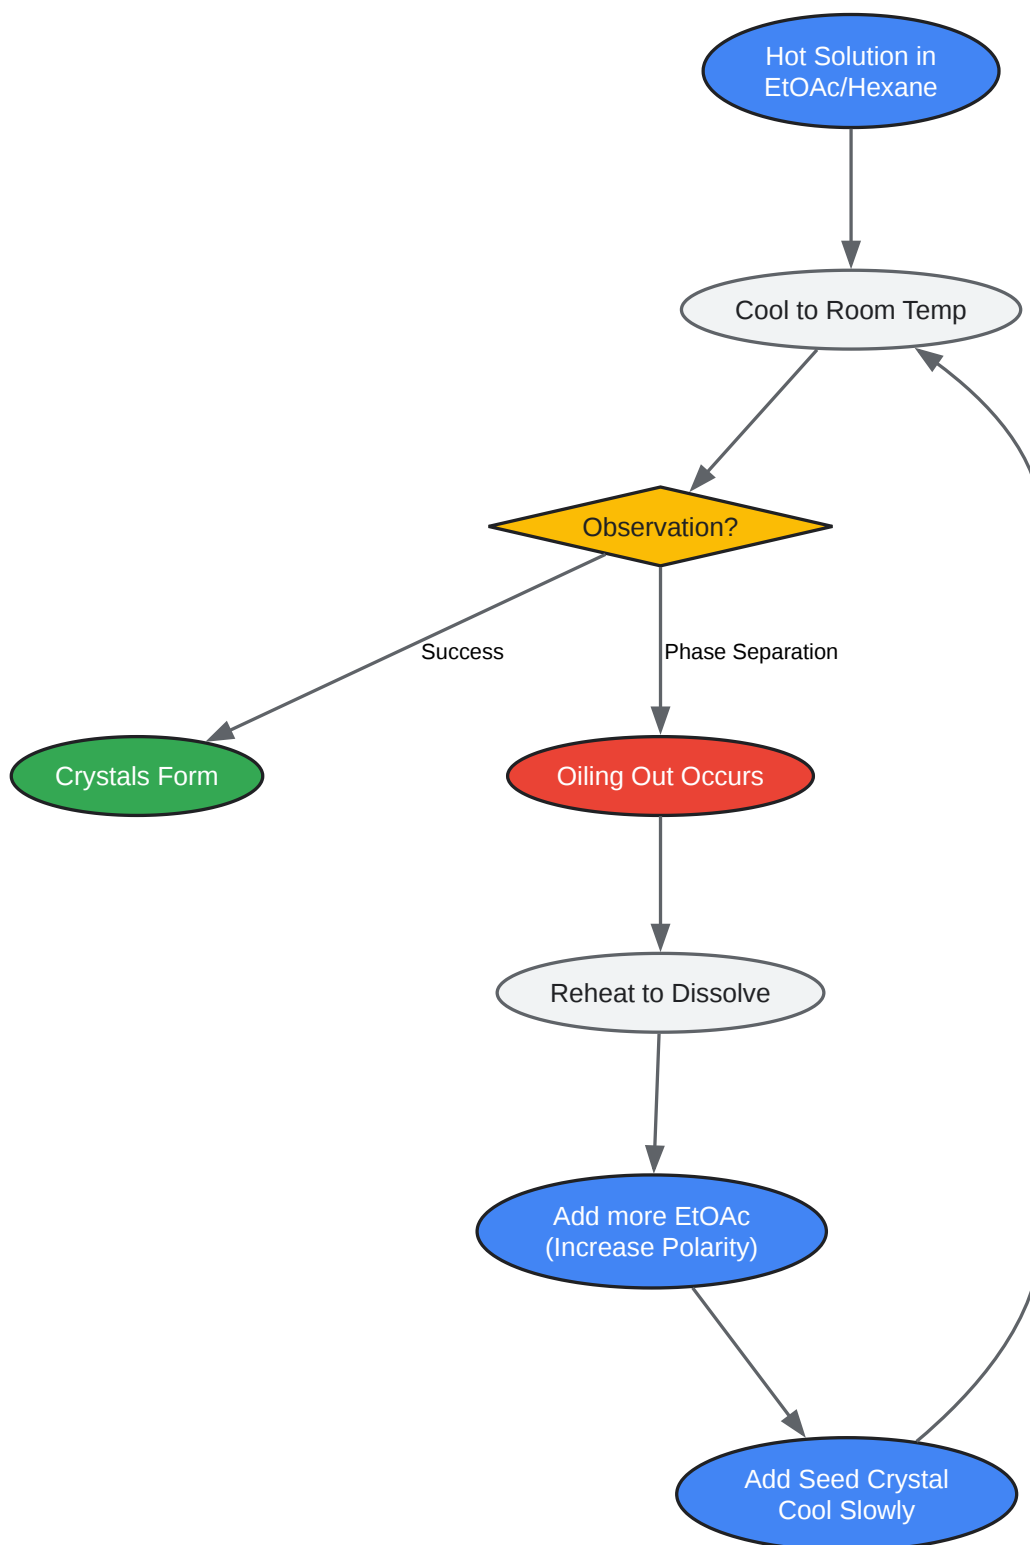 Hot Solution in
EtOAc/Hexane
Cool to Room Temp
Observation?
Success
Phase Separation
Crystals Form
Oiling Out Occurs
Reheat to Dissolve
Add more EtOAc
(Increase Polarity)
Add Seed Crystal
Cool Slowly